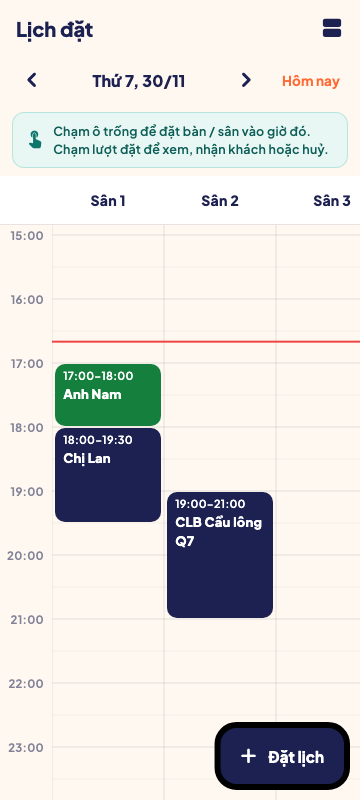 Lịch đặt
Thứ 7, 30/11
Hôm nay
Chạm ô trống để đặt bàn / sân vào giờ đó.
Chạm lượt đặt để xem, nhận khách hoặc huỷ.
Sân 1
Sân 2
Sân 3
15:00
16:00
17:00
17:00–18:00
Anh Nam
18:00
18:00–19:30
Chị Lan
19:00
19:00–21:00
CLB Cầu lông
Q7
20:00
21:00
22:00
23:00
+ Đặt lịch